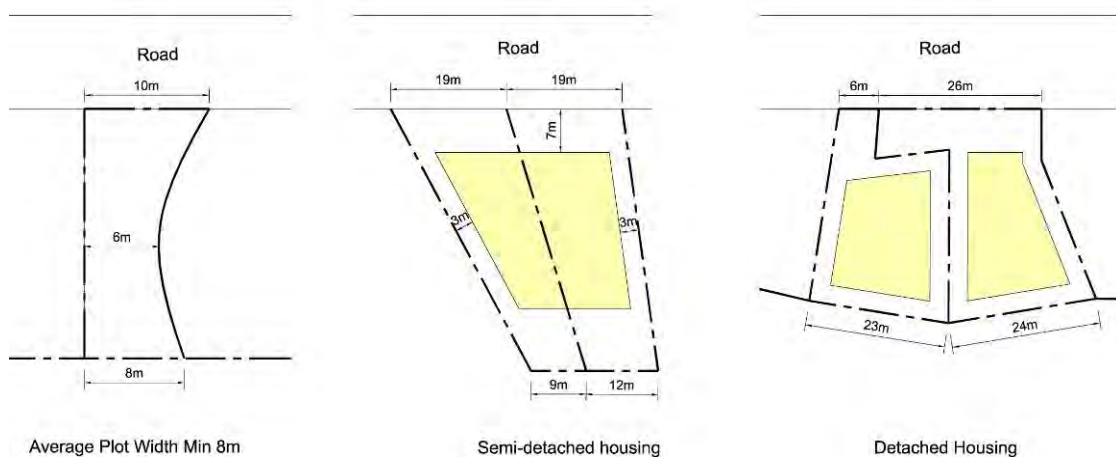 Road
10m
6m
8m
Average Plot Width Min 8m
Road
19m
19m
7m
3m
3m
9m
12m
Semi-detached housing
Road
6m
26m
23m
24m
Detached Housing